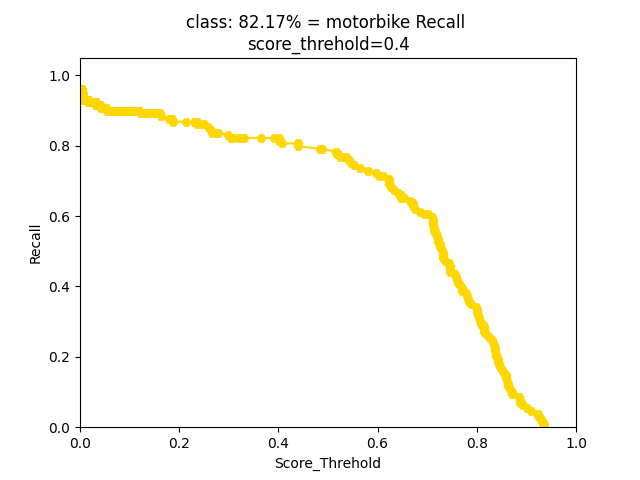 class: 82.17% = motorbike Recall
score_threhold=0.4
1.0
0.8
0.6
0.4
0.2
0.0
Recall
0.0 0.2 0.4 0.6 0.8 1.0
Score_Threhold